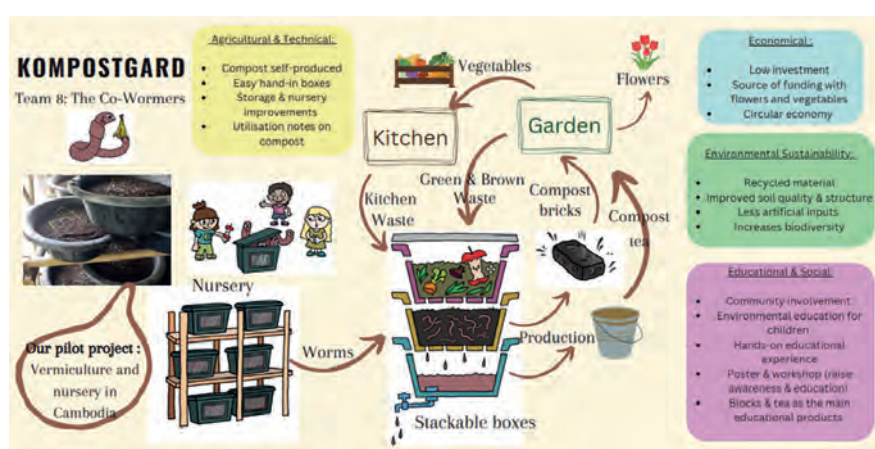 KOMPOSTGARD
Team 8: The Co-Wormers
Agricultural & Technical:
• Compost self-produced
• Easy hand-in boxes
• Storage & nursery
improvements
• Utilisation notes on
compost
Vegetables
Flowers
Kitchen
Garden
Kitchen
Waste
Green & Brown
Waste
Compost
bricks
Compost
tea
Nursery
Our pilot project :
Vermiculture and
nursery in
Cambodia
Worms
Production
Stackable boxes
Economical :
• Low investment
• Source of funding with
flowers and vegetables
• Circular economy
Environmental Sustainability:
• Recycled material
• Improved soil quality & structure
• Less artificial inputs
• Increases biodiversity
Educational & Social:
• Community involvement
• Environmental education for
children
• Hands-on educational
experience
• Poster & workshop (raise
awareness & education)
• Blocks & tea as the main
educational products